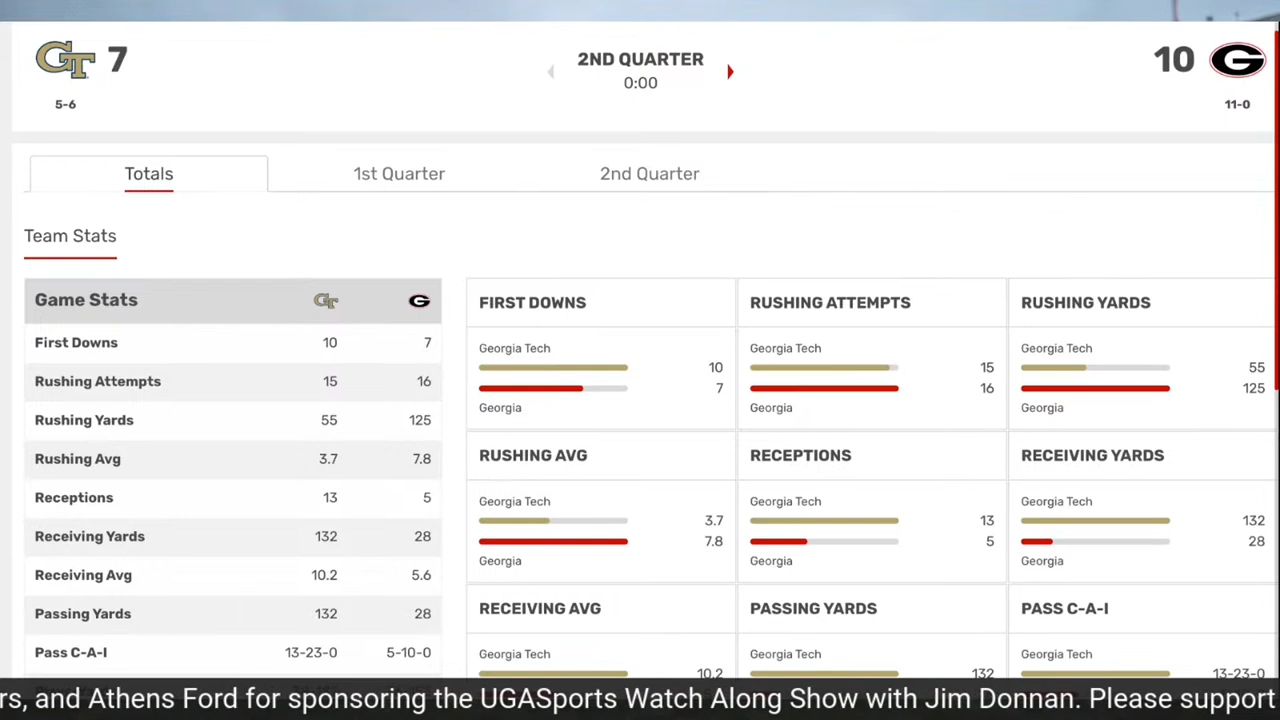 GT 7
2ND QUARTER
0:00
10 G
5-6
11-0
Totals
1st Quarter
2nd Quarter
Team Stats
Game Stats GT G
First Downs 10 7
Rushing Attempts 15 16
Rushing Yards 55 125
Rushing Avg 3.7 7.8
Receptions 13 5
Receiving Yards 132 28
Receiving Avg 10.2 5.6
Passing Yards 132 28
Pass C-A-I 13-23-0 5-10-0
FIRST DOWNS
Georgia Tech
10
7
Georgia
RUSHING ATTEMPTS
Georgia Tech
15
16
Georgia
RUSHING YARDS
Georgia Tech
55
125
Georgia
RUSHING AVG
Georgia Tech
3.7
7.8
Georgia
RECEPTIONS
Georgia Tech
13
5
Georgia
RECEIVING YARDS
Georgia Tech
132
28
Georgia
RECEIVING AVG
Georgia Tech
10.2
PASSING YARDS
Georgia Tech
132
PASS C-A-I
Georgia Tech
13-23-0
rs, and Athens Ford for sponsoring the UGASports Watch Along Show with Jim Donnan. Please support